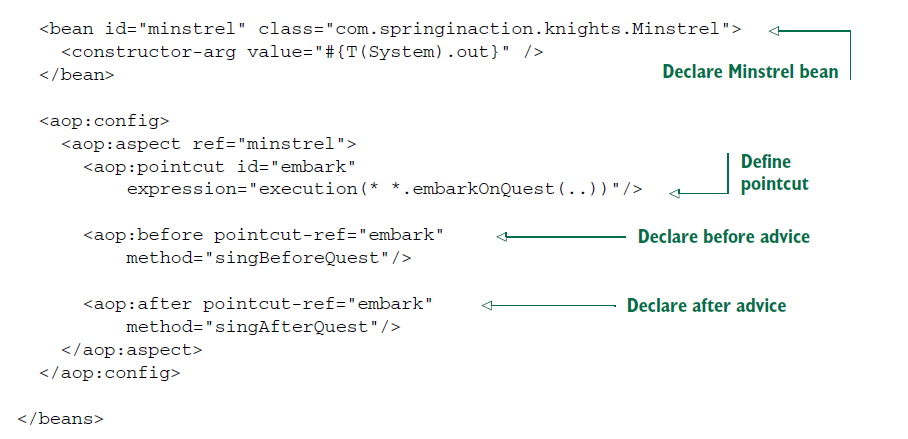 <bean id="minstrel" class="com.springinaction.knights.Minstrel">
<constructor-arg value="#{T(System).out}" />
</bean>
Declare Minstrel bean
<aop:config>
<aop:aspect ref="minstrel">
<aop:pointcut id="embark"
expression="execution(* *.embarkOnQuest(..))"/>
Define
pointcut
<aop:before pointcut-ref="embark"
method="singBeforeQuest"/>
Declare before advice
<aop:after pointcut-ref="embark"
method="singAfterQuest"/>
Declare after advice
</aop:aspect>
</aop:config>
</beans>